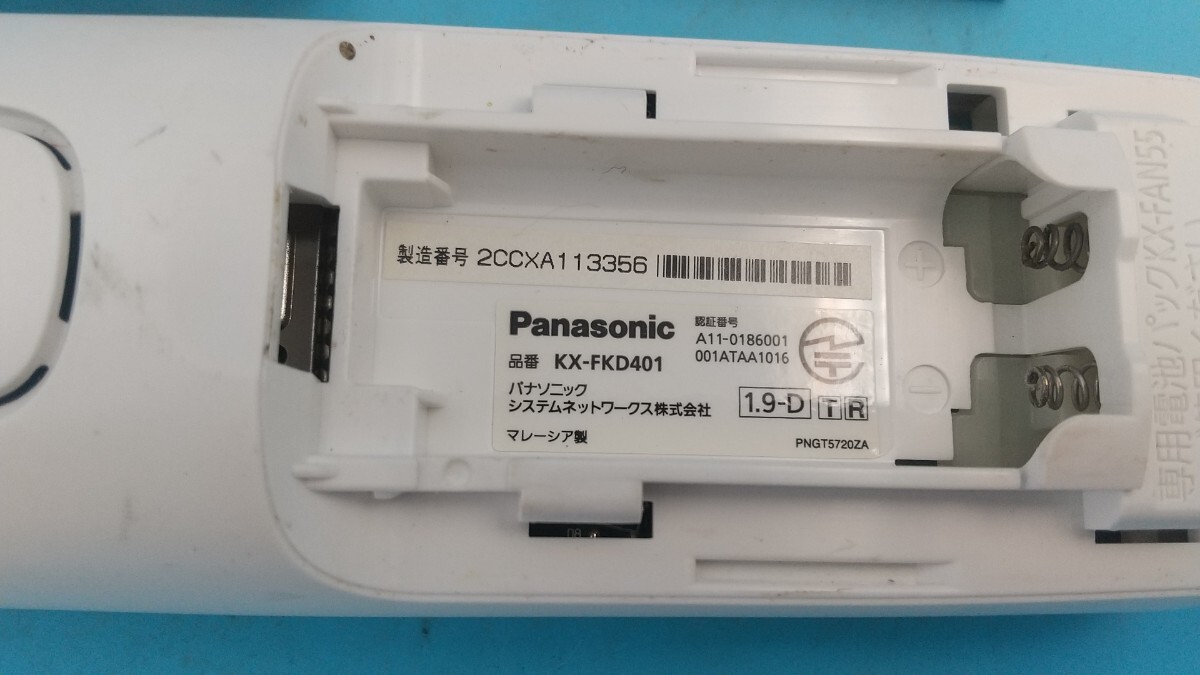 製造番号 2CCXA113356
Panasonic
認証番号
A11-0186001
001ATAA1016
品番 KX-FKD401
パナソニック
システムネットワークス株式会社
1.9-D T R
マレーシア製
PNGT5720ZA
+
−
専用電池パックKX-FAN55
D8